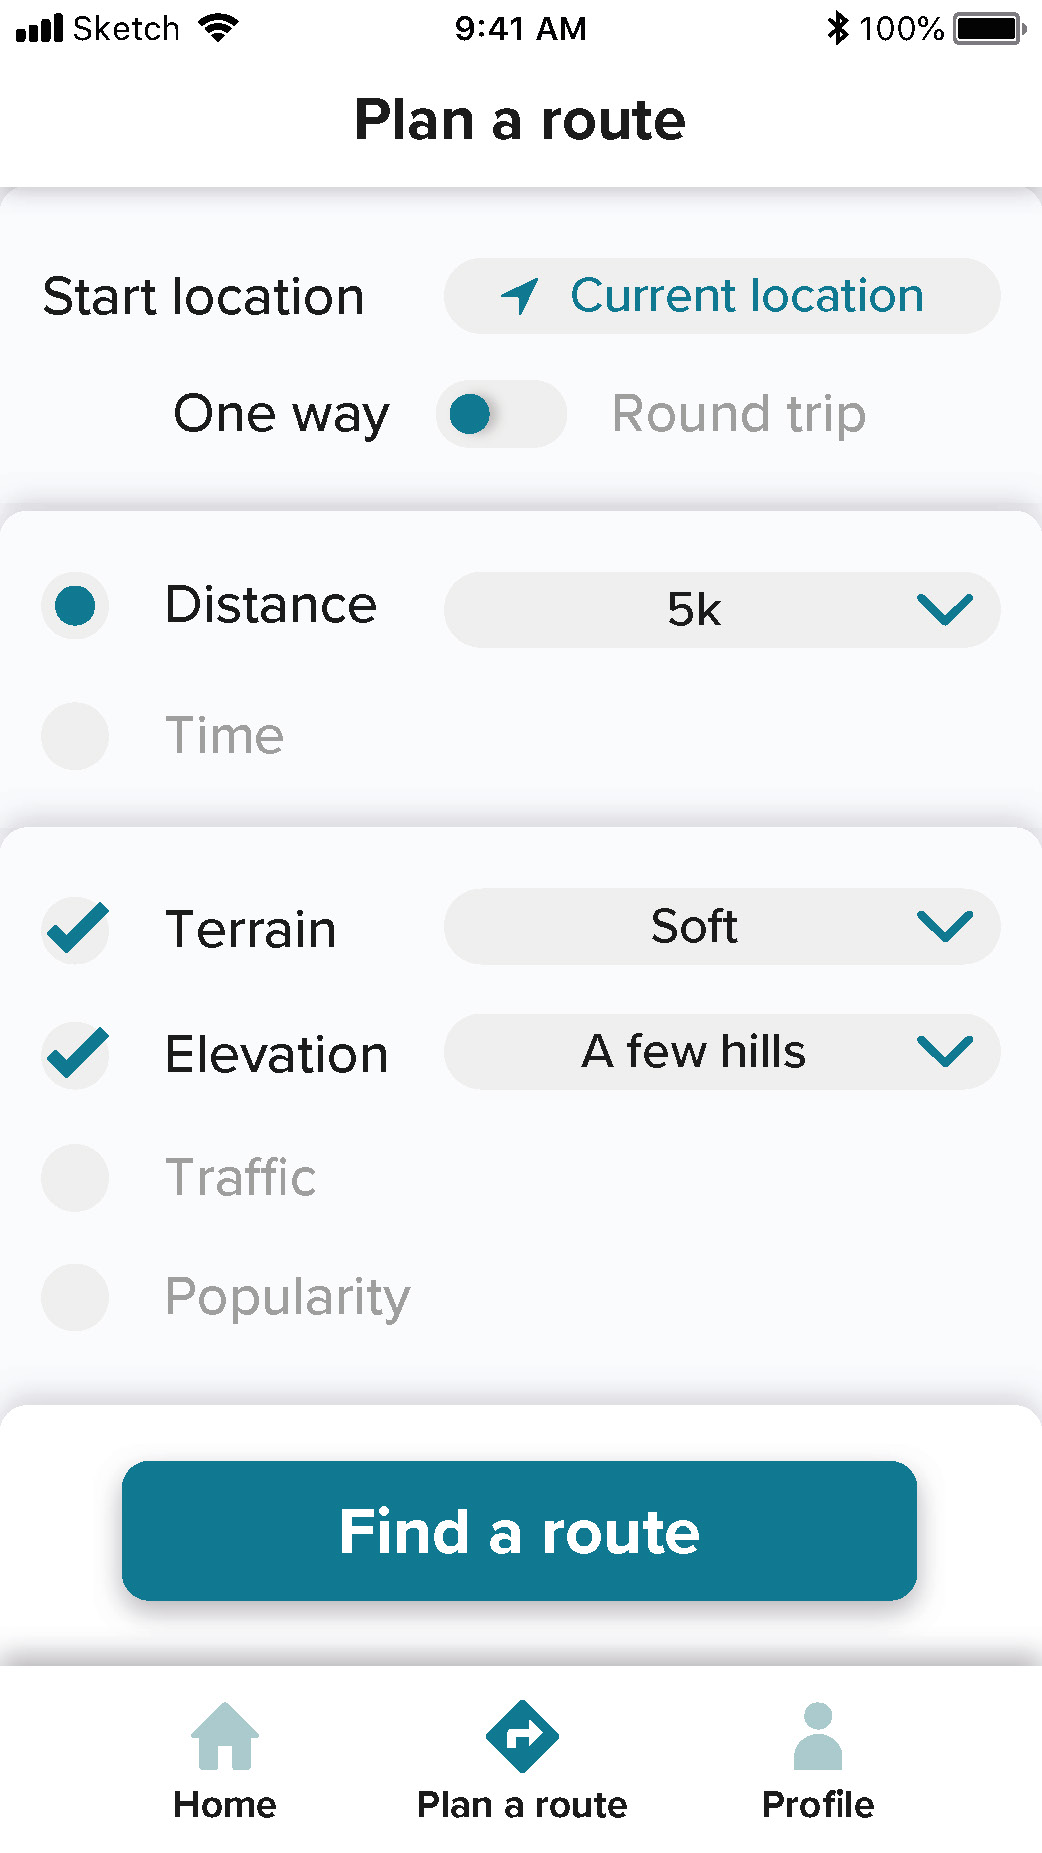 Sketch 9:41 AM 100%
Plan a route
Start location Current location
One way Round trip
Distance 5k
Time
Terrain Soft
Elevation A few hills
Traffic
Popularity
Find a route
Home Plan a route Profile